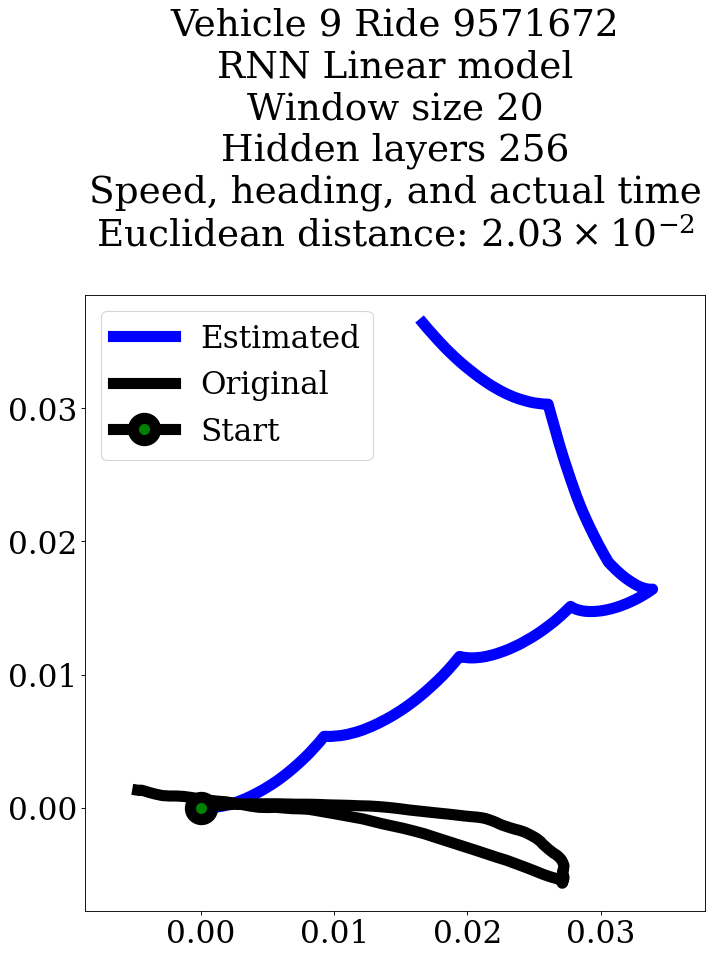 Vehicle 9 Ride 9571672
RNN Linear model
Window size 20
Hidden layers 256
Speed, heading, and actual time
Euclidean distance: 2.03 × 10⁻²
Estimated
Original
Start
0.03
0.02
0.01
0.00
0.00 0.01 0.02 0.03